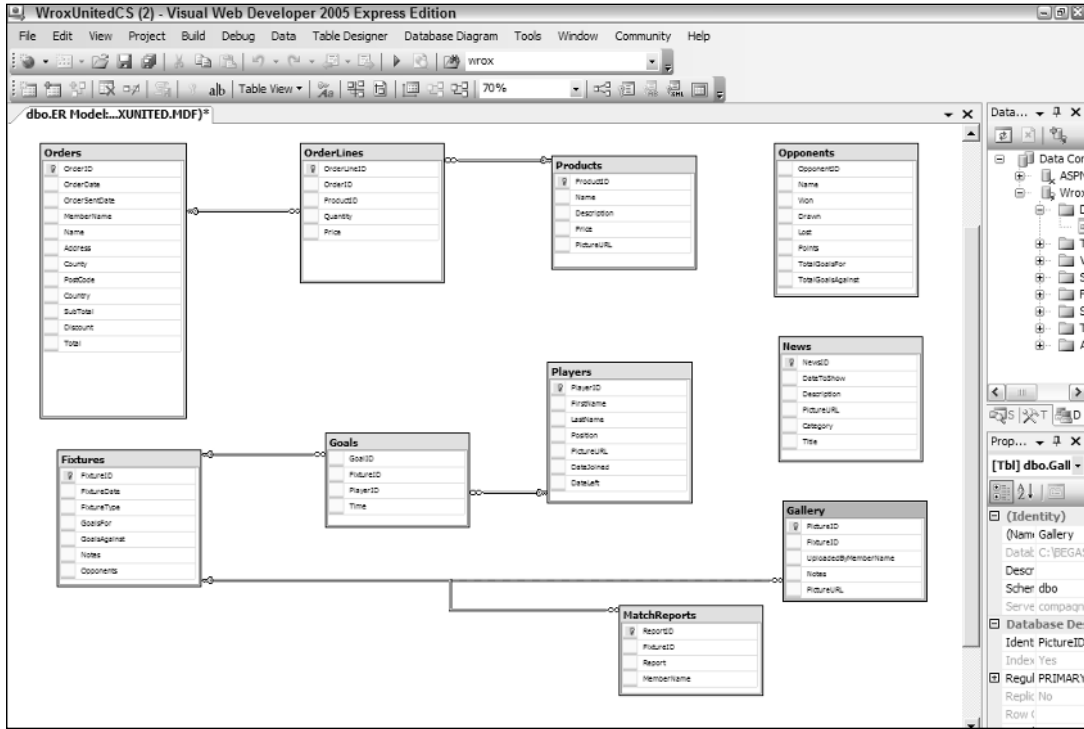 WroxUnitedCS (2) - Visual Web Developer 2005 Express Edition
File Edit View Project Build Debug Data Table Designer Database Diagram Tools Window Community Help
wrox
ab| Table View 70%
dbo.ER Model:...XUNITED.MDF)*
Orders
OrderID
OrderDate
OrderSentDate
MemberName
Name
Address
County
PostCode
Country
SubTotal
Discount
Total
OrderLines
OrderLineID
OrderID
ProductID
Quantity
Price
Products
ProductID
Name
Description
Price
PictureURL
Opponents
OpponentID
Name
Won
Drawn
Lost
Points
TotalGoalsFor
TotalGoalsAgainst
News
NewsID
DateToShow
Description
PictureURL
Category
Title
Players
PlayerID
FirstName
LastName
Position
PictureURL
DateJoined
DateLeft
Goals
GoalID
FixtureID
PlayerID
Time
Fixtures
FixtureID
FixtureDate
FixtureType
GoalsFor
GoalsAgainst
Notes
Opponents
Gallery
PictureID
FixtureID
UploadedByMemberName
Notes
PictureURL
MatchReports
ReportID
FixtureID
Report
MemberName
Data...
Data Cor
ASPN
Wrox
D
T
V
S
F
S
T
A
S T D
Prop...
[Tbl] dbo.Gall
(Identity)
(Nam Gallery
Datab C:\BEGAS
Descr
Scher dbo
Serve compaqn
Database Des
Ident PictureID
Index Yes
Regul PRIMARY
Replic No
Row